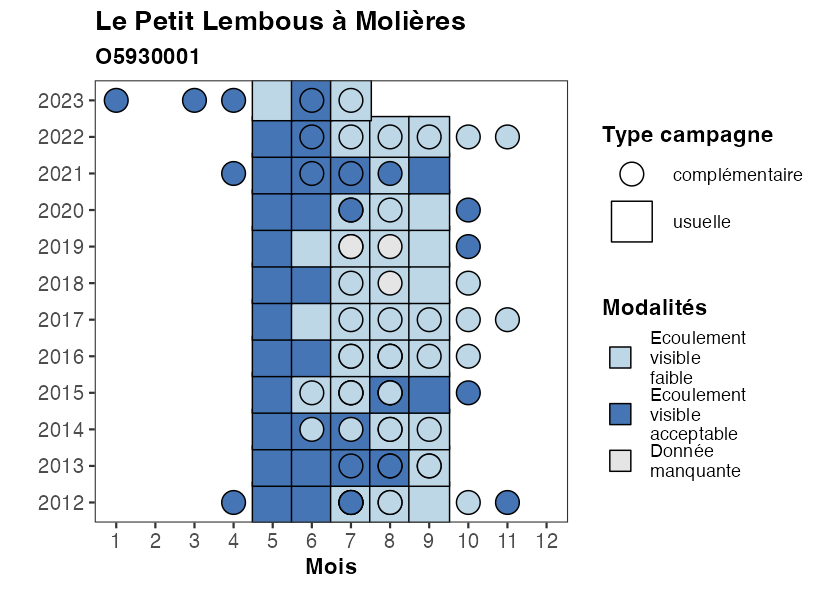 Le Petit Lembous à Molières
O5930001
2023
2022
2021
2020
2019
2018
2017
2016
2015
2014
2013
2012
1 2 3 4 5 6 7 8 9 10 11 12
Mois
Type campagne
complémentaire
usuelle
Modalités
Ecoulement
visible
faible
Ecoulement
visible
acceptable
Donnée
manquante